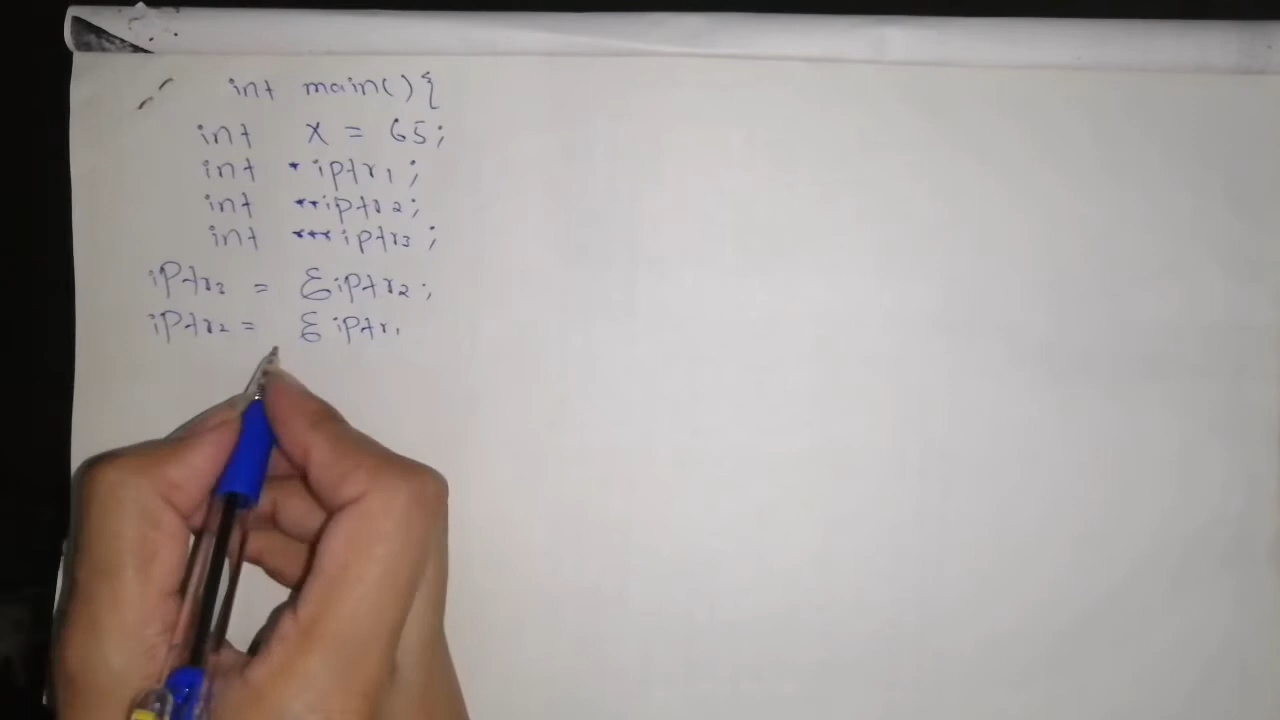 int main(){
int x = 65;
int *iptr1;
int **iptr2;
int ***iptr3;
iptr3 = &iptr2;
iptr2 = &iptr1